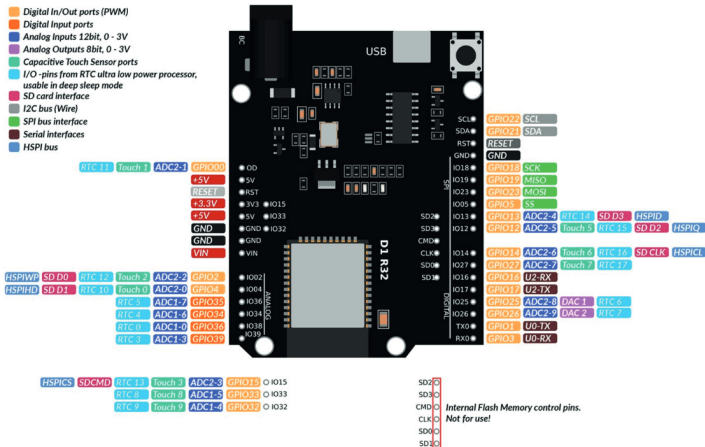 Digital In/Out ports (PWM)
Digital Input ports
Analog Inputs 12bit, 0 - 3V
Analog Outputs 8bit, 0 - 3V
Capacitive Touch Sensor ports
I/O -pins from RTC ultra low power processor,
usable in deep sleep mode
SD card interface
I2C bus (Wire)
SPI bus interface
Serial interfaces
HSPI bus
BC
USB
RTC 11 Touch 1 ADC2-1 GPIO00 OD
+5V 5V
RESET RST
+3.3V 3V3 IO15
+5V 5V IO33
GND GND IO32
GND GND
VIN VIN
HSPIWP SD D0 RTC 12 Touch 2 ADC2-2 GPIO2 IO02
HSPIHD SD D1 RTC 10 Touch 0 ADC2-0 GPIO4 IO04
RTC 5 ADC1-7 GPIO35 IO36
RTC 4 ADC1-6 GPIO34 IO34
RTC 0 ADC1-0 GPIO36 IO38
RTC 3 ADC1-3 GPIO39 IO39
ANALOG
D1 R32
SCL GPIO22 SCL
SDA GPIO21 SDA
RST RESET
GND GND
IO18 GPIO18 SCK
IO19 GPIO19 MISO
IO23 GPIO23 MOSI
IO05 GPIO5 SS
SPI
SD2 IO13 GPIO13 ADC2-4 RTC 14 SD D3 HSPID
SD3 IO12 GPIO12 ADC2-5 Touch 5 RTC 15 SD D2 HSPIQ
CMD
CLK IO14 GPIO14 ADC2-6 Touch 6 RTC 16 SD CLK HSPICL
SD0 IO27 GPIO27 ADC2-7 Touch 7 RTC 17
SD1 IO16 GPIO16 U2-RX
IO17 GPIO17 U2-TX
IO25 GPIO25 ADC2-8 DAC 1 RTC 6
IO26 GPIO26 ADC2-9 DAC 2 RTC 7
TX0 GPIO1 U0-TX
RX0 GPIO3 U0-RX
DIGITAL
HSPICS SDCMD RTC 13 Touch 3 ADC2-3 GPIO15 IO15
RTC 8 Touch 8 ADC1-5 GPIO33 IO33
RTC 9 Touch 9 ADC1-4 GPIO32 IO32
SD2
SD3
CMD Internal Flash Memory control pins.
CLK Not for use!
SD0
SD1